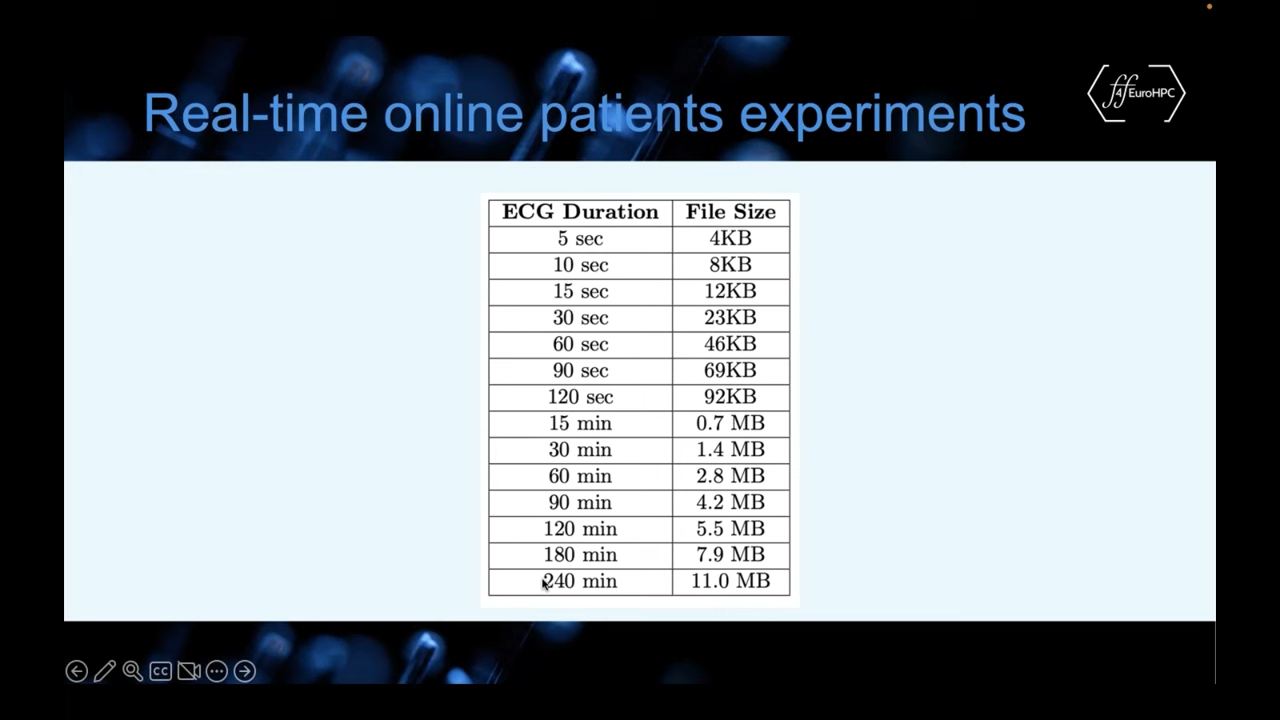 Real-time online patients experiments
ff4EuroHPC
ECG Duration File Size
5 sec 4KB
10 sec 8KB
15 sec 12KB
30 sec 23KB
60 sec 46KB
90 sec 69KB
120 sec 92KB
15 min 0.7 MB
30 min 1.4 MB
60 min 2.8 MB
90 min 4.2 MB
120 min 5.5 MB
180 min 7.9 MB
240 min 11.0 MB
CC